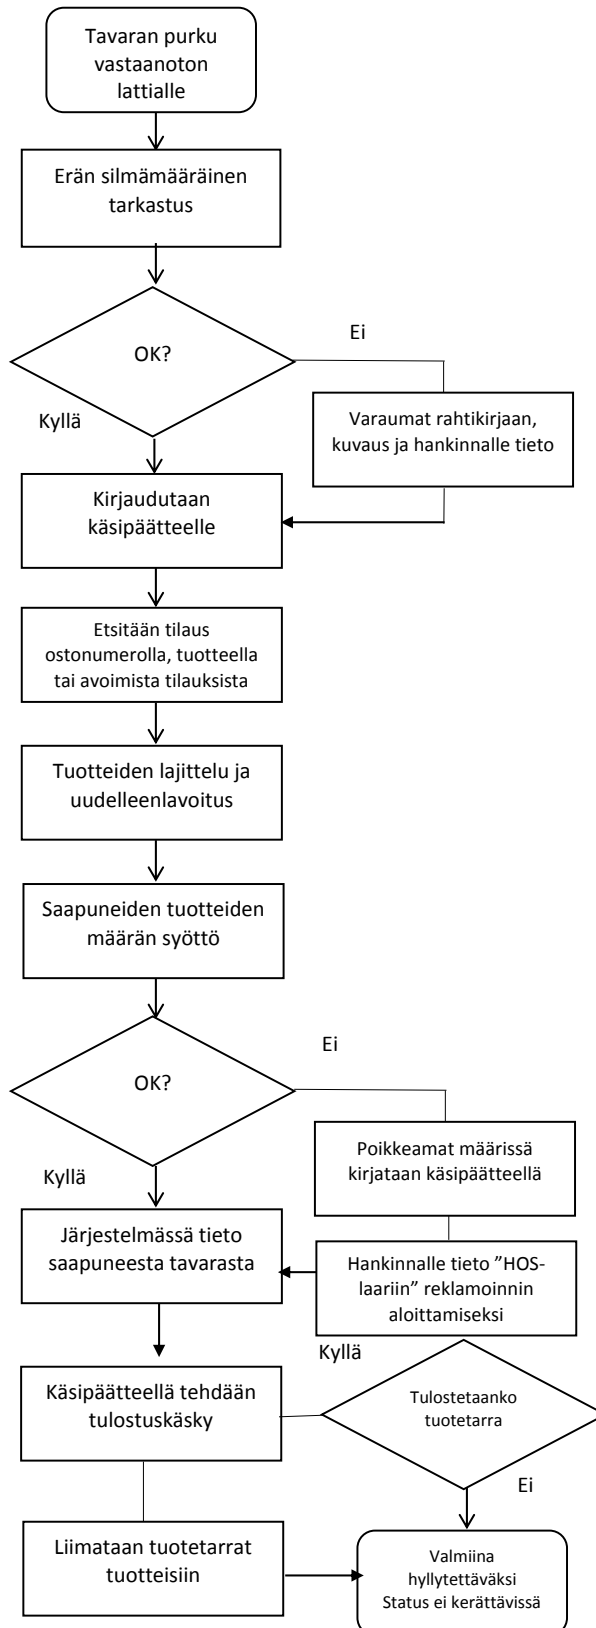 Tavaran purku
vastaanoton
lattialle
Erän silmämääräinen
tarkastus
OK?
Ei
Kyllä
Varaumat rahtikirjaan,
kuvaus ja hankinnalle tieto
Kirjaudutaan
käsipäätteelle
Etsitään tilaus
ostonumerolla, tuotteella
tai avoimista tilauksista
Tuotteiden lajittelu ja
uudelleenlavoitus
Saapuneiden tuotteiden
määrän syöttö
OK?
Ei
Kyllä
Poikkeamat määrissä
kirjataan käsipäätteellä
Järjestelmässä tieto
saapuneesta tavarasta
Hankinnalle tieto ”HOS-
laariin” reklamoinnin
aloittamiseksi
Kyllä
Käsipäätteellä tehdään
tulostuskäsky
Tulostetaanko
tuotetarra
Ei
Liimataan tuotetarrat
tuotteisiin
Valmiina
hyllytettäväksi
Status ei kerättävissä